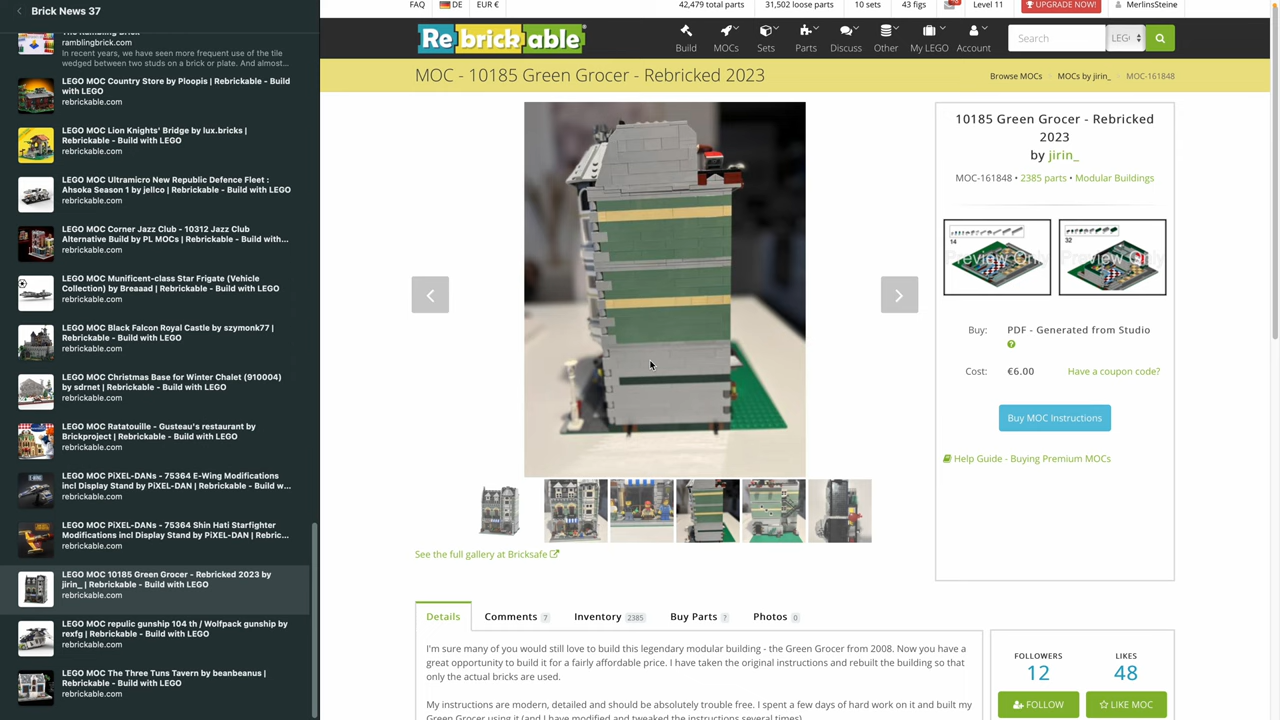 Brick News 37
The Rambling Brick
ramblingbrick.com
In recent years, we have seen more frequent use of the tile
wedged between two studs on a brick or plate. And almost...
LEGO MOC Country Store by Ploopis | Rebrickable - Build
with LEGO
rebrickable.com
LEGO MOC Lion Knights' Bridge by lux.bricks |
Rebrickable - Build with LEGO
rebrickable.com
LEGO MOC Ultramicro New Republic Defence Fleet :
Ahsoka Season 1 by jellco | Rebrickable - Build with LEGO
rebrickable.com
LEGO MOC Corner Jazz Club - 10312 Jazz Club
Alternative Build by PL MOCs | Rebrickable - Build with...
rebrickable.com
LEGO MOC Munificent-class Star Frigate (Vehicle
Collection) by Breaaad | Rebrickable - Build with LEGO
rebrickable.com
LEGO MOC Black Falcon Royal Castle by szymonk77 |
Rebrickable - Build with LEGO
rebrickable.com
LEGO MOC Christmas Base for Winter Chalet (910004)
by sdrnet | Rebrickable - Build with LEGO
rebrickable.com
LEGO MOC Ratatouille - Gusteau's restaurant by
Brickproject | Rebrickable - Build with LEGO
rebrickable.com
LEGO MOC PiXEL-DANs - 75364 E-Wing Modifications
incl Display Stand by PiXEL-DAN | Rebrickable - Build w...
rebrickable.com
LEGO MOC PiXEL-DANs - 75364 Shin Hati Starfighter
Modifications incl Display Stand by PiXEL-DAN | Rebric...
rebrickable.com
LEGO MOC 10185 Green Grocer - Rebricked 2023 by
jirin_ | Rebrickable - Build with LEGO
rebrickable.com
LEGO MOC repulic gunship 104 th / Wolfpack gunship by
rexfg | Rebrickable - Build with LEGO
rebrickable.com
LEGO MOC The Three Tuns Tavern by beanbeanus |
Rebrickable - Build with LEGO
rebrickable.com
FAQ DE EUR € 42,479 total parts 31,502 loose parts 10 sets 43 figs Level 11 UPGRADE NOW! MerlinsSteine
Rebrickable
Build MOCs Sets Parts Discuss Other My LEGO Account Search LEG
MOC - 10185 Green Grocer - Rebricked 2023
Browse MOCs MOCs by jirin_ MOC-161848
10185 Green Grocer - Rebricked
2023
by jirin_
MOC-161848 • 2385 parts • Modular Buildings
14 Preview Only
32 Preview Only
Buy: PDF - Generated from Studio
Cost: €6.00 Have a coupon code?
Buy MOC Instructions
Help Guide - Buying Premium MOCs
See the full gallery at Bricksafe
Details Comments 7 Inventory 2385 Buy Parts ? Photos 0
I'm sure many of you would still love to build this legendary modular building - the Green Grocer from 2008. Now you have a
great opportunity to build it for a fairly affordable price. I have taken the original instructions and rebuilt the building so that
only the actual bricks are used.
My instructions are modern, detailed and should be absolutely trouble free. I spent a few days of hard work on it and built my
Green Grocer using it (and I have modified and tweaked the instructions several times).
FOLLOWERS
12
FOLLOW
LIKES
48
LIKE MOC